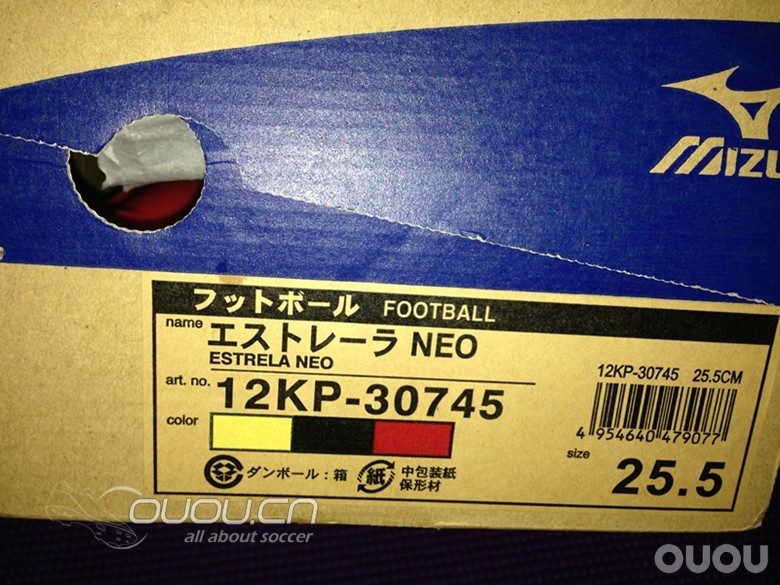 MIZU
フットボール FOOTBALL
name エストレーラ NEO
ESTRELA NEO
art. no. 12KP-30745
color
12KP-30745 25.5CM
4 954640 479077
size 25.5
ダンボール：箱
紙 中包装紙
保形材
OUOU.CN
all about soccer
OUOU